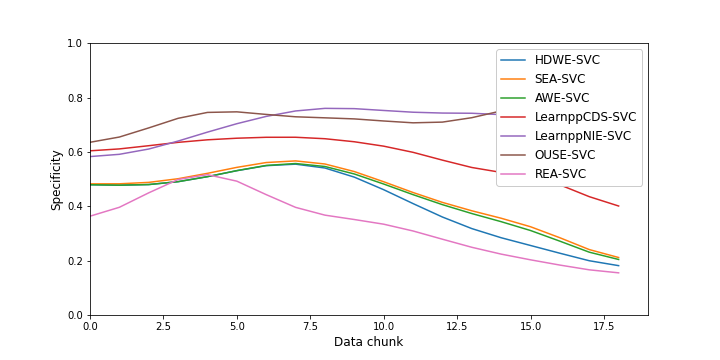 1.0
0.8
0.6
0.4
0.2
0.0
Specificity
0.0 2.5 5.0 7.5 10.0 12.5 15.0 17.5
Data chunk
HDWE-SVC
SEA-SVC
AWE-SVC
LearnppCDS-SVC
LearnppNIE-SVC
OUSE-SVC
REA-SVC